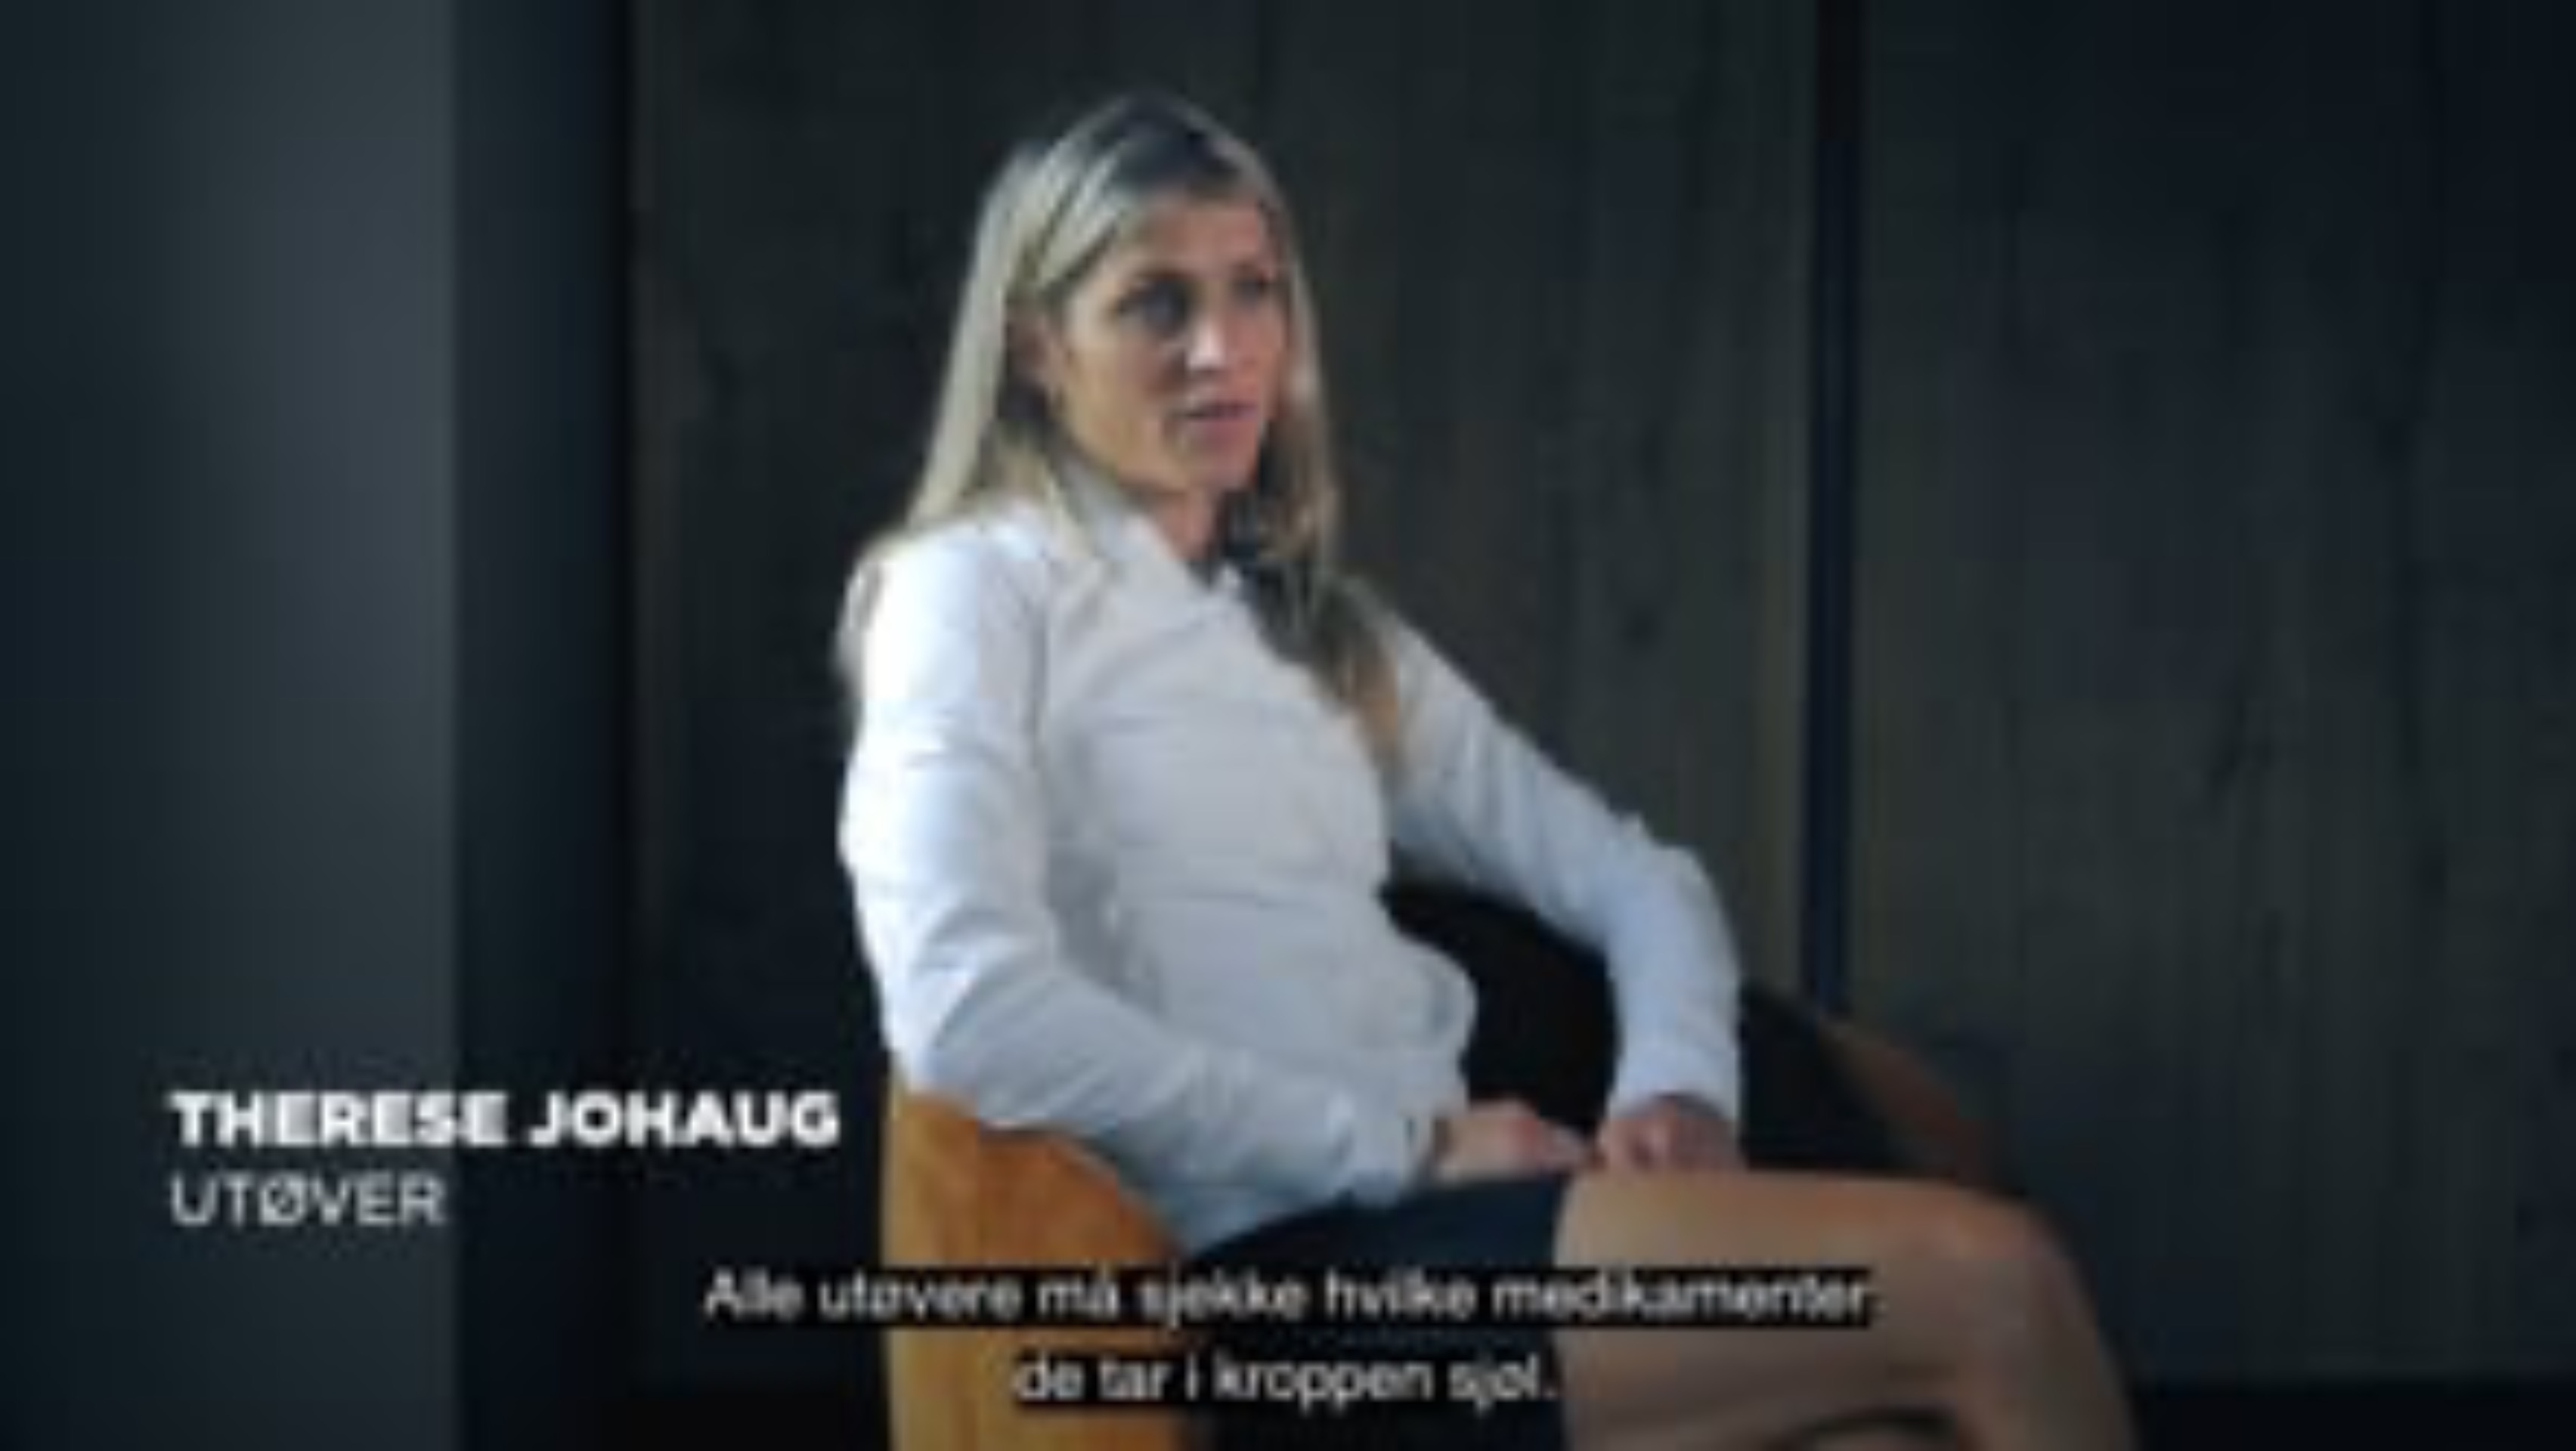 THERESE JOHAUG
UTØVER
Alle utøvere må sjekke hvilke medikamenter
de tar i kroppen sjøl.